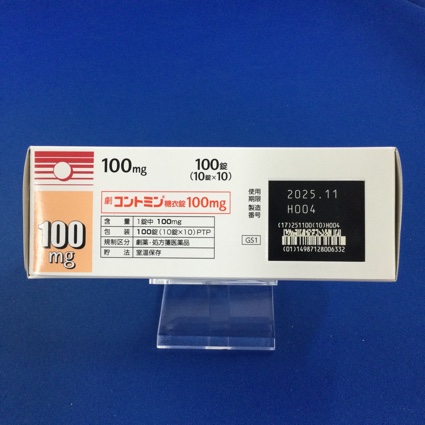 100mg
100錠
(10錠×10)
劇 コントミン糖衣錠100mg
含量 1錠中 100mg
包装 100錠(10錠×10)PTP
規制区分 劇薬・処方箋医薬品
貯法 室温保存
100
mg
使用
期限
製造
番号
GS1
2025.11
H004
(17)251100(10)H004
(01)14987128006332